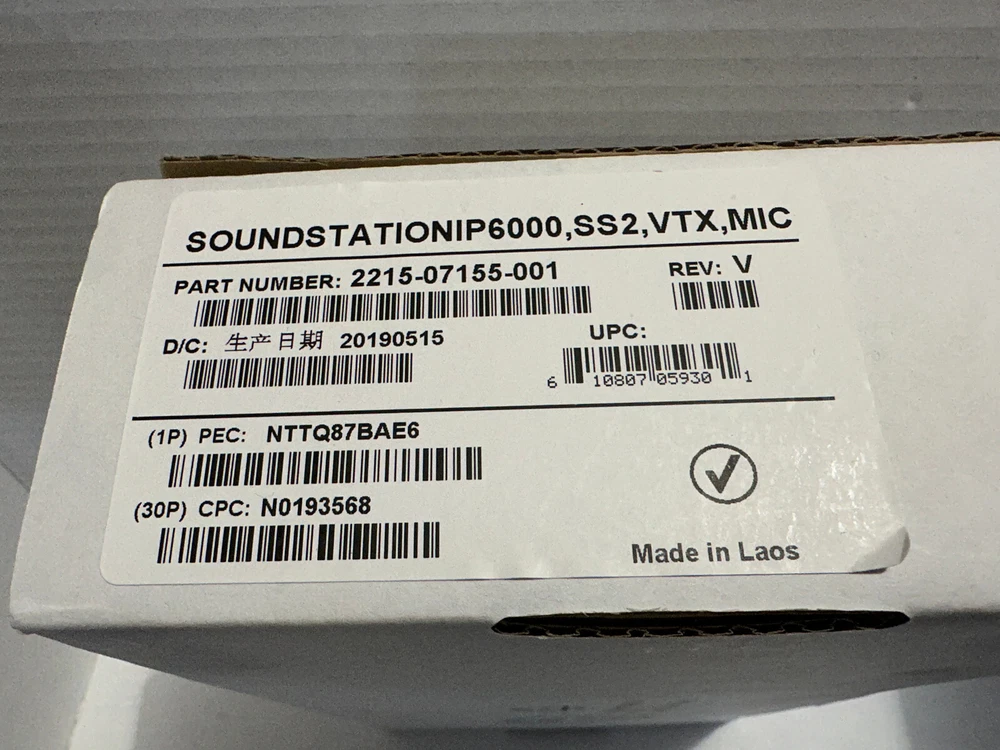 SOUNDSTATIONIP6000,SS2,VTX,MIC
PART NUMBER: 2215-07155-001 REV: V
D/C: 生产日期 20190515 UPC:
6 10807 05930 1
(1P) PEC: NTTQ87BAE6
(30P) CPC: N0193568
Made in Laos